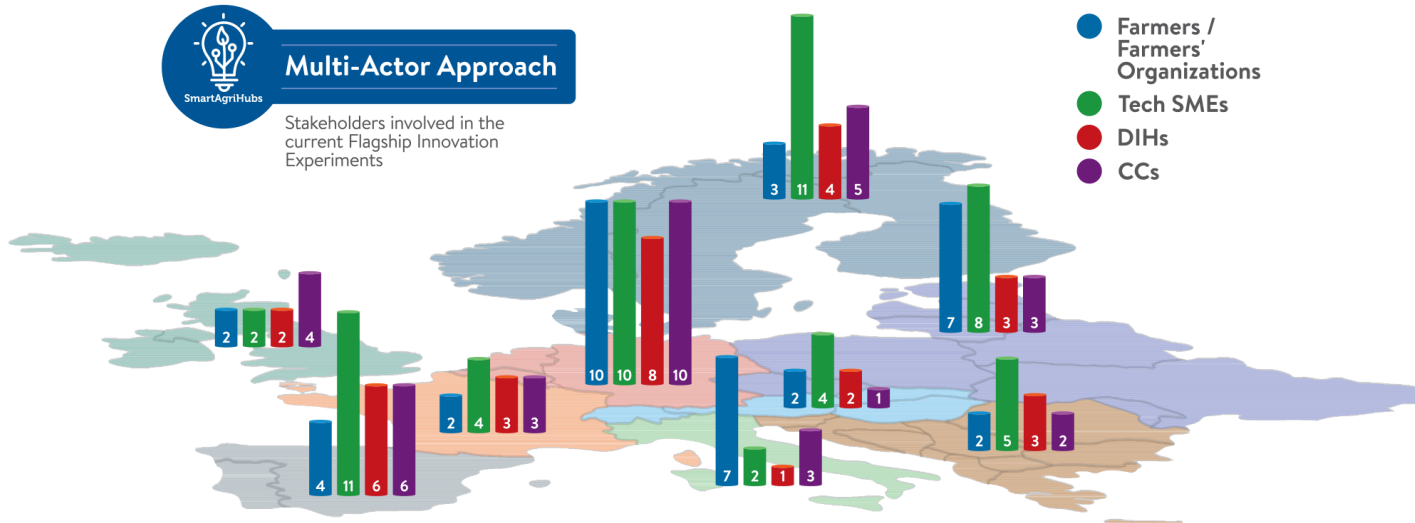 SmartAgriHubs
Multi-Actor Approach
Stakeholders involved in the
current Flagship Innovation
Experiments
Farmers /
Farmers'
Organizations
Tech SMEs
DIHs
CCs
3 11 4 5
7 8 3 3
2 2 2 4
10 10 8 10
2 4 2 1
2 4 3 3
2 5 3 2
7 2 1 3
4 11 6 6